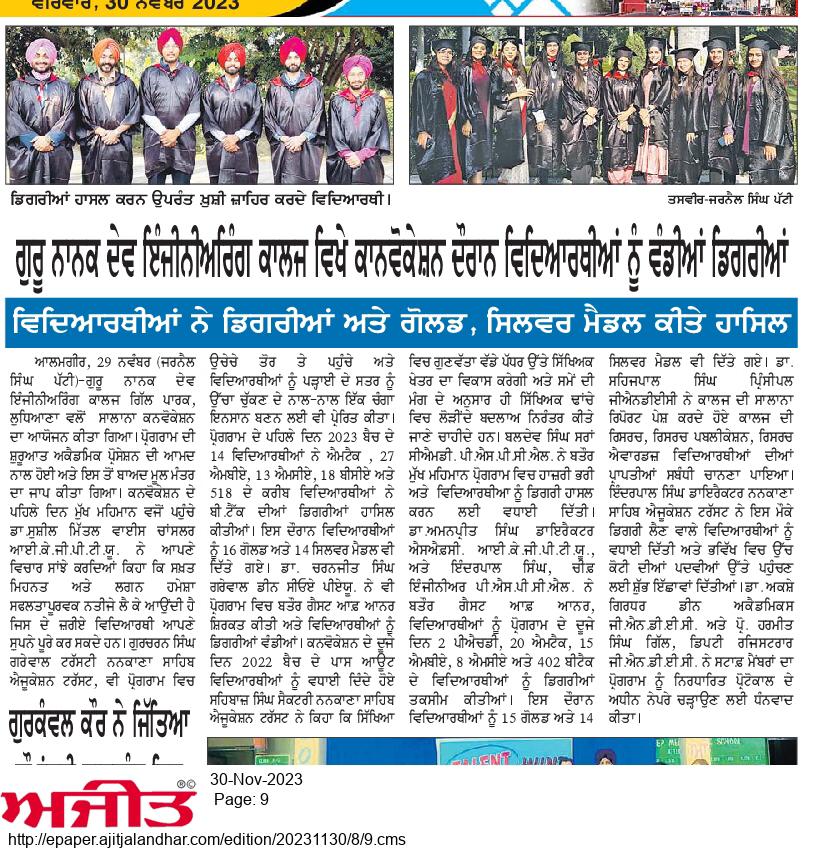 ਵੀਰਵਾਰ, 30 ਨਵੰਬਰ 2023
ਡਿਗਰੀਆਂ ਹਾਸਲ ਕਰਨ ਉਪਰੰਤ ਖ਼ੁਸ਼ੀ ਜ਼ਾਹਿਰ ਕਰਦੇ ਵਿਦਿਆਰਥੀ।
ਤਸਵੀਰ-ਜਰਨੈਲ ਸਿੰਘ ਪੱਟੀ
ਗੁਰੂ ਨਾਨਕ ਦੇਵ ਇੰਜੀਨੀਅਰਿੰਗ ਕਾਲਜ ਵਿਖੇ ਕਾਨਵੋਕੇਸ਼ਨ ਦੌਰਾਨ ਵਿਦਿਆਰਥੀਆਂ ਨੂੰ ਵੰਡੀਆਂ ਡਿਗਰੀਆਂ
ਵਿਦਿਆਰਥੀਆਂ ਨੇ ਡਿਗਰੀਆਂ ਅਤੇ ਗੋਲਡ, ਸਿਲਵਰ ਮੈਡਲ ਕੀਤੇ ਹਾਸਿਲ
ਆਲਮਗੀਰ, 29 ਨਵੰਬਰ (ਜਰਨੈਲ
ਸਿੰਘ ਪੱਟੀ)-ਗੁਰੂ ਨਾਨਕ ਦੇਵ
ਇੰਜੀਨੀਅਰਿੰਗ ਕਾਲਜ ਗਿੱਲ ਪਾਰਕ,
ਲੁਧਿਆਣਾ ਵਲੋਂ ਸਾਲਾਨਾ ਕਨਵੋਕੇਸ਼ਨ
ਦਾ ਆਯੋਜਨ ਕੀਤਾ ਗਿਆ। ਪ੍ਰੋਗਰਾਮ ਦੀ
ਸ਼ੁਰੂਆਤ ਅਕੈਡਮਿਕ ਪ੍ਰੋਸੈਸ਼ਨ ਦੀ ਆਮਦ
ਨਾਲ ਹੋਈ ਅਤੇ ਇਸ ਤੋਂ ਬਾਅਦ ਮੂਲ ਮੰਤਰ
ਦਾ ਜਾਪ ਕੀਤਾ ਗਿਆ। ਕਨਵੋਕੇਸ਼ਨ ਦੇ
ਪਹਿਲੇ ਦਿਨ ਮੁੱਖ ਮਹਿਮਾਨ ਵਜੋਂ ਪਹੁੰਚੇ
ਡਾ.ਸੁਸ਼ੀਲ ਮਿੱਤਲ ਵਾਈਸ ਚਾਂਸਲਰ
ਆਈ.ਕੇ.ਜੀ.ਪੀ.ਟੀ.ਯੂ. ਨੇ ਆਪਣੇ
ਵਿਚਾਰ ਸਾਂਝੇ ਕਰਦਿਆਂ ਕਿਹਾ ਕਿ ਸਖ਼ਤ
ਮਿਹਨਤ ਅਤੇ ਲਗਨ ਹਮੇਸ਼ਾ
ਸਫਲਤਾਪੂਰਵਕ ਨਤੀਜੇ ਲੈ ਕੇ ਆਉਂਦੀ ਹੈ
ਜਿਸ ਦੇ ਜ਼ਰੀਏ ਵਿਦਿਆਰਥੀ ਆਪਣੇ
ਸੁਪਨੇ ਪੂਰੇ ਕਰ ਸਕਦੇ ਹਨ। ਗੁਰਚਰਨ ਸਿੰਘ
ਗਰੇਵਾਲ ਟਰੱਸਟੀ ਨਨਕਾਣਾ ਸਾਹਿਬ
ਐਜੂਕੇਸ਼ਨ ਟਰੱਸਟ, ਵੀ ਪ੍ਰੋਗਰਾਮ ਵਿਚ
ਉਚੇਚੇ ਤੋਰ ਤੇ ਪਹੁੰਚੇ ਅਤੇ
ਵਿਦਿਆਰਥੀਆਂ ਨੂੰ ਪੜਾਈ ਦੇ ਸਤਰ ਨੂੰ
ਉੱਚਾ ਚੁੱਕਣ ਦੇ ਨਾਲ-ਨਾਲ ਇੱਕ ਚੰਗਾ
ਇਨਸਾਨ ਬਣਨ ਲਈ ਵੀ ਪ੍ਰੇਰਿਤ ਕੀਤਾ।
ਪ੍ਰੋਗਰਾਮ ਦੇ ਪਹਿਲੇ ਦਿਨ 2023 ਬੈਚ ਦੇ
14 ਵਿਦਿਆਰਥੀਆਂ ਨੇ ਐਮਟੈਕ , 27
ਐਮਬੀਏ, 13 ਐਮਸੀਏ, 18 ਬੀਸੀਏ ਅਤੇ
518 ਦੇ ਕਰੀਬ ਵਿਦਿਆਰਥੀਆਂ ਨੇ
ਬੀ.ਟੈੱਕ ਦੀਆਂ ਡਿਗਰੀਆਂ ਹਾਸਿਲ
ਕੀਤੀਆਂ। ਇਸ ਦੌਰਾਨ ਵਿਦਿਆਰਥੀਆਂ
ਨੂੰ 16 ਗੋਲਡ ਅਤੇ 14 ਸਿਲਵਰ ਮੈਡਲ ਵੀ
ਦਿੱਤੇ ਗਏ। ਡਾ. ਚਰਨਜੀਤ ਸਿੰਘ
ਗਰੇਵਾਲ ਡੀਨ ਸੀਓਏ ਪੀਏਯੂ. ਨੇ ਵੀ
ਪ੍ਰੋਗਰਾਮ ਵਿਚ ਬਤੌਰ ਗੈਸਟ ਆਫ਼ ਆਨਰ
ਸ਼ਿਰਕਤ ਕੀਤੀ ਅਤੇ ਵਿਦਿਆਰਥੀਆਂ ਨੂੰ
ਡਿਗਰੀਆਂ ਵੰਡੀਆਂ। ਕਨਵੋਕੇਸ਼ਨ ਦੇ ਦੂਜੇ
ਦਿਨ 2022 ਬੈਚ ਦੇ ਪਾਸ ਆਊਟ
ਵਿਦਿਆਰਥੀਆਂ ਨੂੰ ਵਧਾਈ ਦਿੰਦੇ ਹੋਏ
ਸਹਿਬਾਜ਼ ਸਿੰਘ ਸੈਕਟਰੀ ਨਨਕਾਣਾ ਸਾਹਿਬ
ਐਜੂਕੇਸ਼ਨ ਟਰੱਸਟ ਨੇ ਕਿਹਾ ਕਿ ਸਿੱਖਿਆ
ਵਿਚ ਗੁਣਵੱਤਾ ਵੱਡੇ ਪੱਧਰ ਉੱਤੇ ਸਿੱਖਿਅਕ
ਖੇਤਰ ਦਾ ਵਿਕਾਸ ਕਰੇਗੀ ਅਤੇ ਸਮੇਂ ਦੀ
ਮੰਗ ਦੇ ਅਨੁਸਾਰ ਹੀ ਸਿੱਖਿਅਕ ਢਾਂਚੇ
ਵਿਚ ਲੋੜੀਂਦੇ ਬਦਲਾਅ ਨਿਰੰਤਰ ਕੀਤੇ
ਜਾਣੇ ਚਾਹੀਦੇ ਹਨ। ਬਲਦੇਵ ਸਿੰਘ ਸਰਾਂ
ਸੀਐਮਡੀ. ਪੀ.ਐਸ.ਪੀ.ਸੀ.ਐਲ. ਨੇ ਬਤੌਰ
ਮੁੱਖ ਮਹਿਮਾਨ ਪ੍ਰੋਗਰਾਮ ਵਿਚ ਹਾਜ਼ਰੀ ਭਰੀ
ਅਤੇ ਵਿਦਿਆਰਥੀਆ ਨੂੰ ਡਿਗਰੀ ਹਾਸਲ
ਕਰਨ ਲਈ ਵਧਾਈ ਦਿੱਤੀ।
ਡਾ.ਅਮਨਪ੍ਰੀਤ ਸਿੰਘ ਡਾਇਰੈਕਟਰ
ਐਸਐਫਸੀ. ਆਈ.ਕੇ.ਜੀ.ਪੀ.ਟੀ.ਯੂ.,
ਅਤੇ ਇੰਦਰਪਾਲ ਸਿੰਘ, ਚੀਫ਼
ਇੰਜੀਨੀਅਰ ਪੀ.ਐਸ.ਪੀ.ਸੀ.ਐਲ. ਨੇ
ਬਤੌਰ ਗੈਸਟ ਆਫ਼ ਆਨਰ,
ਵਿਦਿਆਰਥੀਆਂ ਨੂੰ ਪ੍ਰੋਗਰਾਮ ਦੇ ਦੂਜੇ
ਦਿਨ 2 ਪੀਐਚਡੀ, 20 ਐਮਟੈਕ, 15
ਐਮਬੀਏ, 8 ਐਮਸੀਏ ਅਤੇ 402 ਬੀਟੈਕ
ਦੇ ਵਿਦਿਆਰਥੀਆਂ ਨੂੰ ਡਿਗਰੀਆਂ
ਤਕਸੀਮ ਕੀਤੀਆਂ। ਇਸ ਦੌਰਾਨ
ਵਿਦਿਆਰਥੀਆਂ ਨੂੰ 15 ਗੋਲਡ ਅਤੇ 14
ਸਿਲਵਰ ਮੈਡਲ ਵੀ ਦਿੱਤੇ ਗਏ। ਡਾ.
ਸਹਿਜਪਾਲ ਸਿੰਘ ਪ੍ਰਿੰਸੀਪਲ
ਜੀਐਨਡੀਈਸੀ ਨੇ ਕਾਲਜ ਦੀ ਸਾਲਾਨਾ
ਰਿਪੋਰਟ ਪੇਸ਼ ਕਰਦੇ ਹੋਏ ਕਾਲਜ ਦੀ
ਰਿਸਰਚ, ਰਿਸਰਚ ਪਬਲੀਕੇਸ਼ਨ, ਰਿਸਰਚ
ਐਵਾਰਡਜ਼ ਵਿਦਿਆਰਥੀਆਂ ਦੀਆਂ
ਪ੍ਰਾਪਤੀਆਂ ਸਬੰਧੀ ਚਾਨਣਾ ਪਾਇਆ।
ਇੰਦਰਪਾਲ ਸਿੰਘ ਡਾਇਰੈਕਟਰ ਨਨਕਾਣਾ
ਸਾਹਿਬ ਐਜੂਕੇਸ਼ਨ ਟਰੱਸਟ ਨੇ ਇਸ ਮੌਕੇ
ਡਿਗਰੀ ਲੈਣ ਵਾਲੇ ਵਿਦਿਆਰਥੀਆਂ ਨੂੰ
ਵਧਾਈ ਦਿੱਤੀ ਅਤੇ ਭਵਿੱਖ ਵਿਚ ਉੱਚ
ਕੋਟੀ ਦੀਆਂ ਪਦਵੀਆਂ ਉੱਤੇ ਪਹੁੰਚਣ
ਲਈ ਸ਼ੁੱਭ ਇੱਛਾਵਾਂ ਦਿੱਤੀਆਂ। ਡਾ. ਅਕਸ਼ੇ
ਗਿਰਧਰ ਡੀਨ ਅਕੈਡਮਿਕਸ
ਜੀ.ਐਨ.ਡੀ.ਈ.ਸੀ. ਅਤੇ ਪ੍ਰੋ. ਹਰਮੀਤ
ਸਿੰਘ ਗਿੱਲ, ਡਿਪਟੀ ਰਜਿਸਟਰਾਰ
ਜੀ.ਐਨ.ਡੀ.ਈ.ਸੀ. ਨੇ ਸਟਾਫ਼ ਮੈਂਬਰਾਂ ਦਾ
ਪ੍ਰੋਗਰਾਮ ਨੂੰ ਨਿਰਧਾਰਿਤ ਪ੍ਰੋਟੋਕਾਲ ਦੇ
ਅਧੀਨ ਨੇਪਰੇ ਚੜ੍ਹਾਉਣ ਲਈ ਧੰਨਵਾਦ
ਕੀਤਾ।
ਗੁਰਕੰਵਲ ਕੌਰ ਨੇ ਜਿੱਤਿਆ
ਅਜੀਤ ®©
30-Nov-2023
Page: 9
http://epaper.ajitjalandhar.com/edition/20231130/8/9.cms